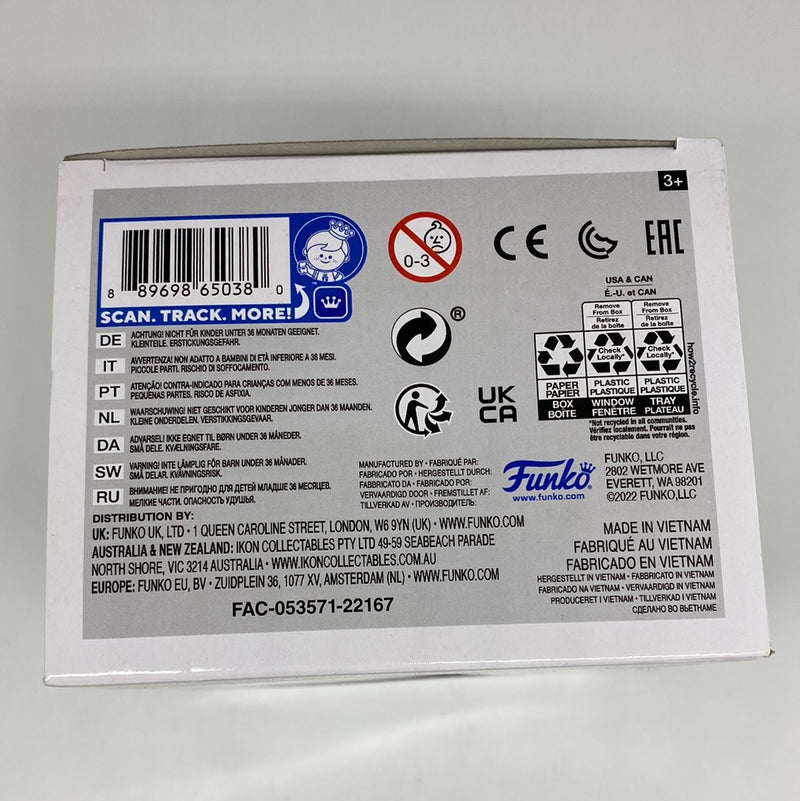 3+
8 89698 65038 0
SCAN. TRACK. MORE!
™
0-3
CE
EAC
®
UK
CA
USA & CAN
É.-U. et CAN
Remove
From Box
Retirez
de la boîte
Remove
From Box
Retirez
de la boîte
Check
Locally*
Check
Locally*
PAPER
PAPIER
PLASTIC
PLASTIQUE
PLASTIC
PLASTIQUE
BOX
BOÎTE
WINDOW
FENÊTRE
TRAY
PLATEAU
how2recycle.info
*Not recycled in all communities.
Vérifiez localement. Pourrait ne pas
être recyclable dans votre région.
DE ACHTUNG! NICHT FÜR KINDER UNTER 36 MONATEN GEEIGNET.
KLEINTEILE. ERSTICKUNGSGEFAHR.
IT AVVERTENZA! NON ADATTO A BAMBINI DI ETÀ INFERIORE A 36 MESI.
PICCOLE PARTI. RISCHIO DI SOFFOCAMENTO.
PT ATENÇÃO! CONTRA-INDICADO PARA CRIANÇAS COM MENOS DE 36 MESES.
PEQUENAS PARTES. RISCO DE ASFIXIA.
NL WAARSCHUWING! NIET GESCHIKT VOOR KINDEREN JONGER DAN 36 MAANDEN.
KLEINE ONDERDELEN. VERSTIKKINGSGEVAAR.
DA ADVARSEL! IKKE EGNET TIL BØRN UNDER 36 MÅNEDER.
SMÅ DELE. KVÆLNINGSFARE.
SW VARNING! INTE LÄMPLIG FÖR BARN UNDER 36 MÅNADER.
SMÅ DELAR. KVÄVNINGSRISK.
RU ВНИМАНИЕ! НЕ ПРИГОДНО ДЛЯ ДЕТЕЙ МЛАДШЕ 36 МЕСЯЦЕВ.
МЕЛКИЕ ЧАСТИ. ОПАСНОСТЬ УДУШЬЯ.
MANUFACTURED BY • FABRIQUÉ PAR:
FABRICADO POR • HERGESTELLT DURCH:
FABBRICATO DA • FABRICADO POR:
VERVAARDIGD DOOR • FREMSTILLET AF:
TILLVERKAD AV • ПРОИЗВОДИТЕЛЬ:
Funko
www.funko.com
FUNKO, LLC
2802 WETMORE AVE
EVERETT, WA 98201
©2022 FUNKO,LLC
DISTRIBUTION BY:
UK: FUNKO UK, LTD • 1 QUEEN CAROLINE STREET, LONDON, W6 9YN (UK) • WWW.FUNKO.COM
AUSTRALIA & NEW ZEALAND: IKON COLLECTABLES PTY LTD 49-59 SEABEACH PARADE
NORTH SHORE, VIC 3214 AUSTRALIA • WWW.IKONCOLLECTABLES.COM.AU
EUROPE: FUNKO EU, BV • ZUIDPLEIN 36, 1077 XV, AMSTERDAM (NL) • WWW.FUNKO.COM
FAC-053571-22167
MADE IN VIETNAM
FABRIQUÉ AU VIETNAM
FABRICADO EN VIETNAM
HERGESTELLT IN VIETNAM • FABBRICATO IN VIETNAM
FABRICADO NA VIETNAM • VERVAARDIGD IN VIETNAM
PRODUCERET I VIETNAM • TILLVERKAD I VIETNAM
СДЕЛАНО ВО ВЬЕТНАМЕ